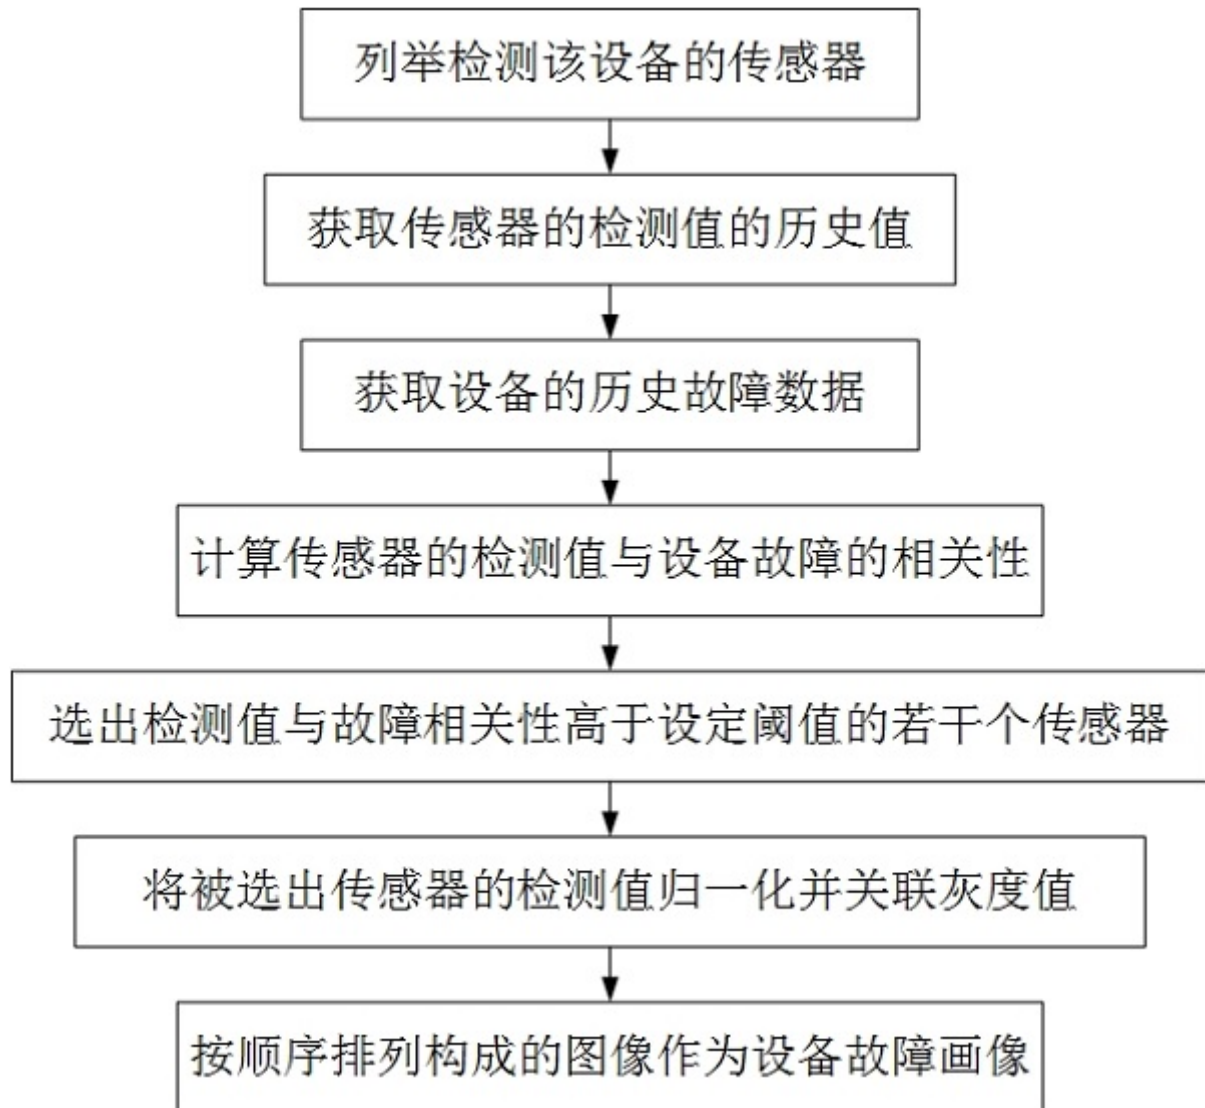 列举检测该设备的传感器
获取传感器的检测值的历史值
获取设备的历史故障数据
计算传感器的检测值与设备故障的相关性
选出检测值与故障相关性高于设定阈值的若干个传感器
将被选出传感器的检测值归一化并关联灰度值
按顺序排列构成的图像作为设备故障画像